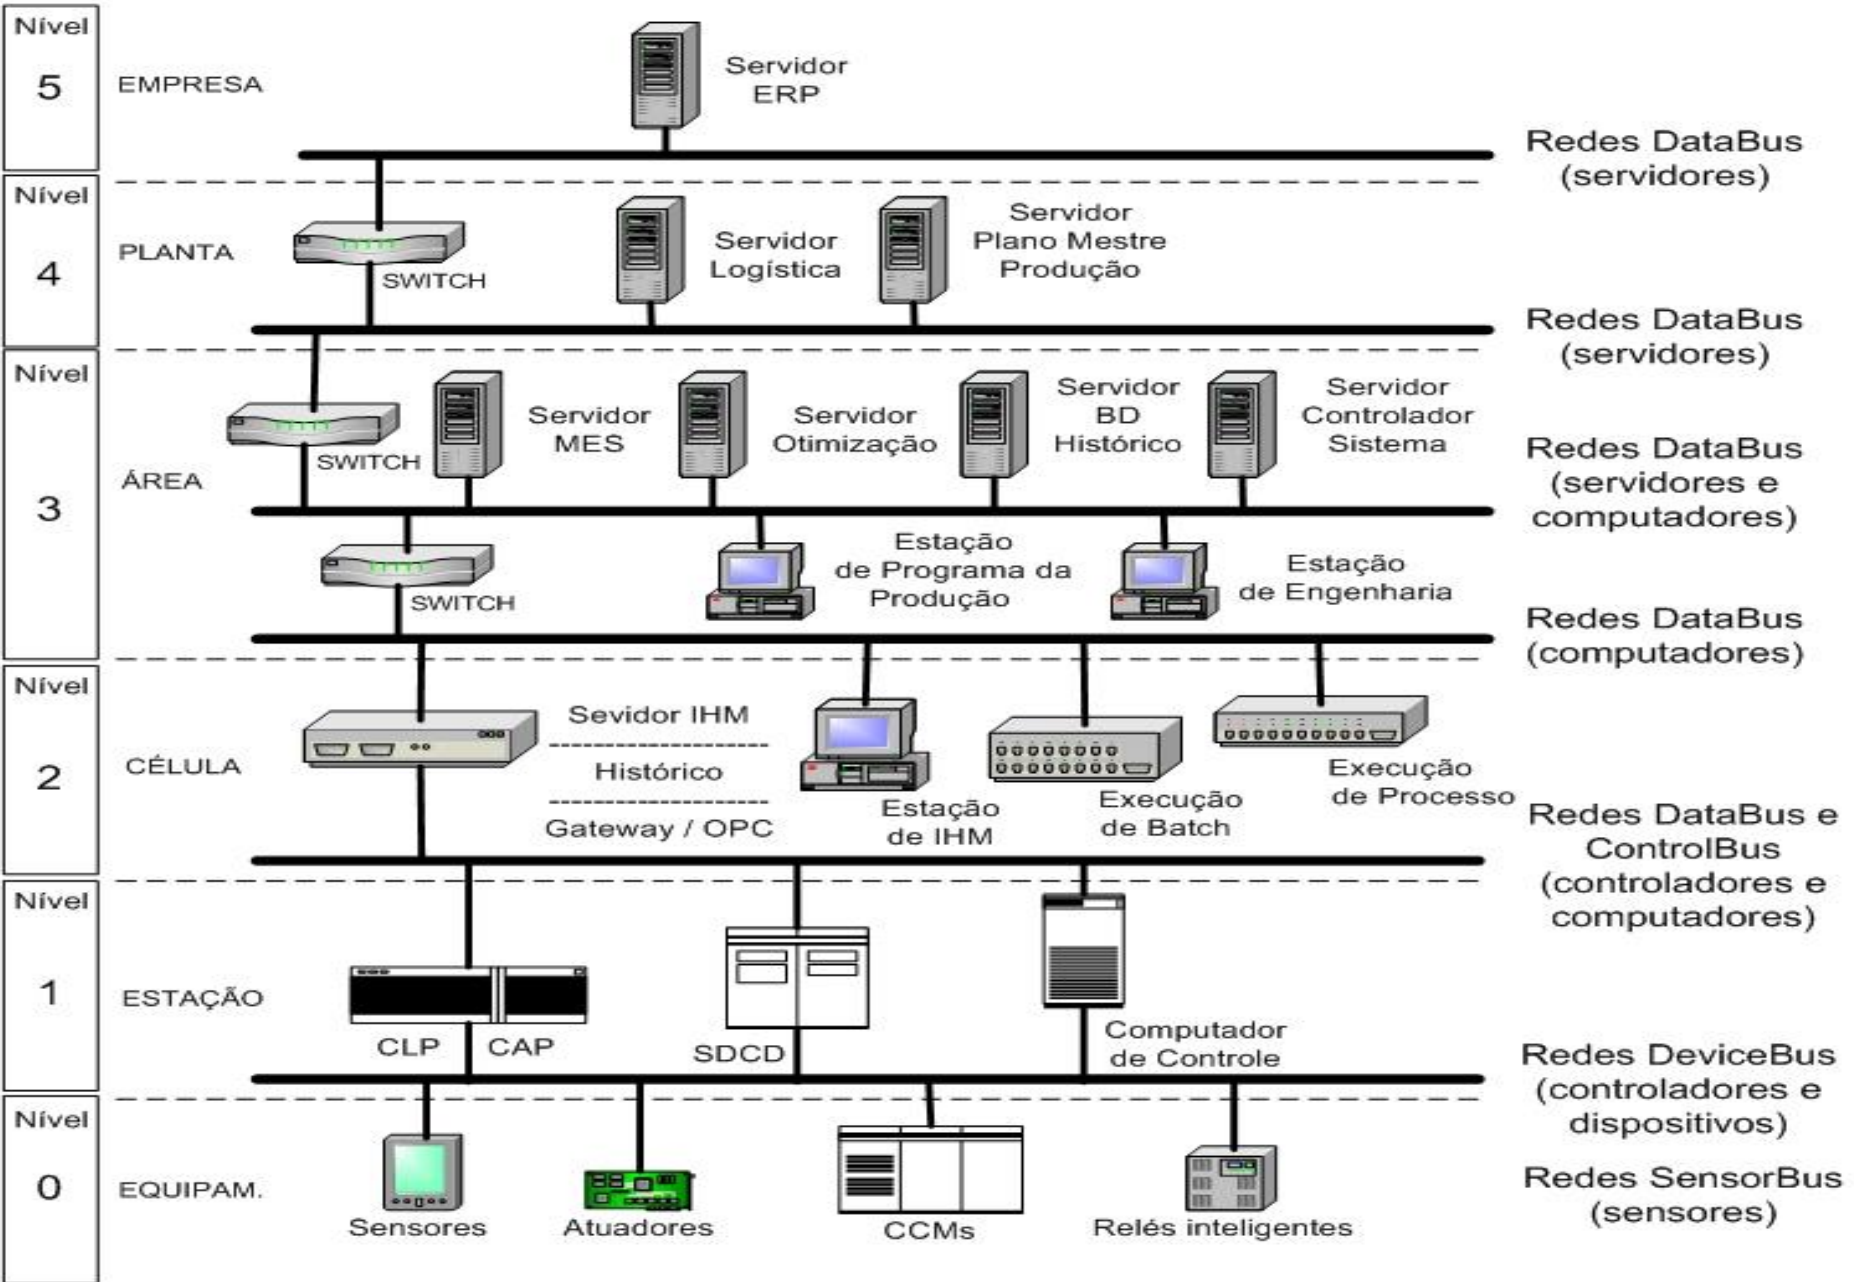 Nível
5
EMPRESA
Servidor
ERP
Redes DataBus
(servidores)
Nível
4
PLANTA
SWITCH
Servidor
Logística
Servidor
Plano Mestre
Produção
Redes DataBus
(servidores)
Nível
3
ÁREA
SWITCH
Servidor
MES
Servidor
Otimização
Servidor
BD
Histórico
Servidor
Controlador
Sistema
Redes DataBus
(servidores e
computadores)
SWITCH
Estação
de Programa da
Produção
Estação
de Engenharia
Redes DataBus
(computadores)
Nível
2
CÉLULA
Sevidor IHM
Histórico
Gateway / OPC
Estação
de IHM
Execução
de Batch
Execução
de Processo
Redes DataBus e
ControlBus
(controladores e
computadores)
Nível
1
ESTAÇÃO
CLP
CAP
SDCD
Computador
de Controle
Redes DeviceBus
(controladores e
dispositivos)
Nível
0
EQUIPAM.
Sensores
Atuadores
CCMs
Relés inteligentes
Redes SensorBus
(sensores)